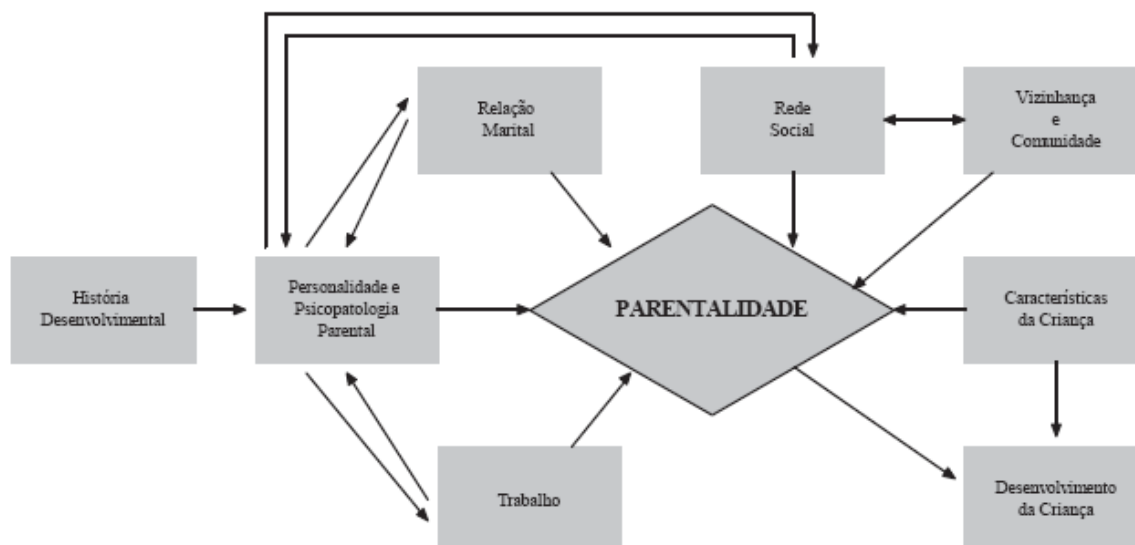 Relação
Marital
Rede
Social
Vizinhança
e
Comunidade
História
Desenvolvimental
Personalidade e
Psicopatologia
Parental
PARENTALIDADE
Características
da Criança
Trabalho
Desenvolvimento
da Criança